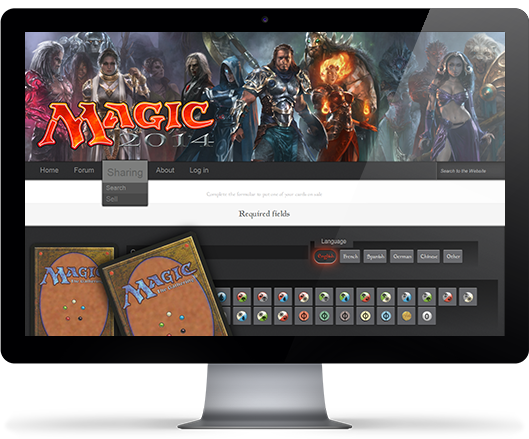 MAGIC
2014
Home Forum Sharing About Log in
Search to the Website
Search
Sell
Complete the formular to put one of your cards on sale
Required fields
Language
English French Spanish German Chinese Other
MAGIC
The Gathering
MAGIC
The Gathering